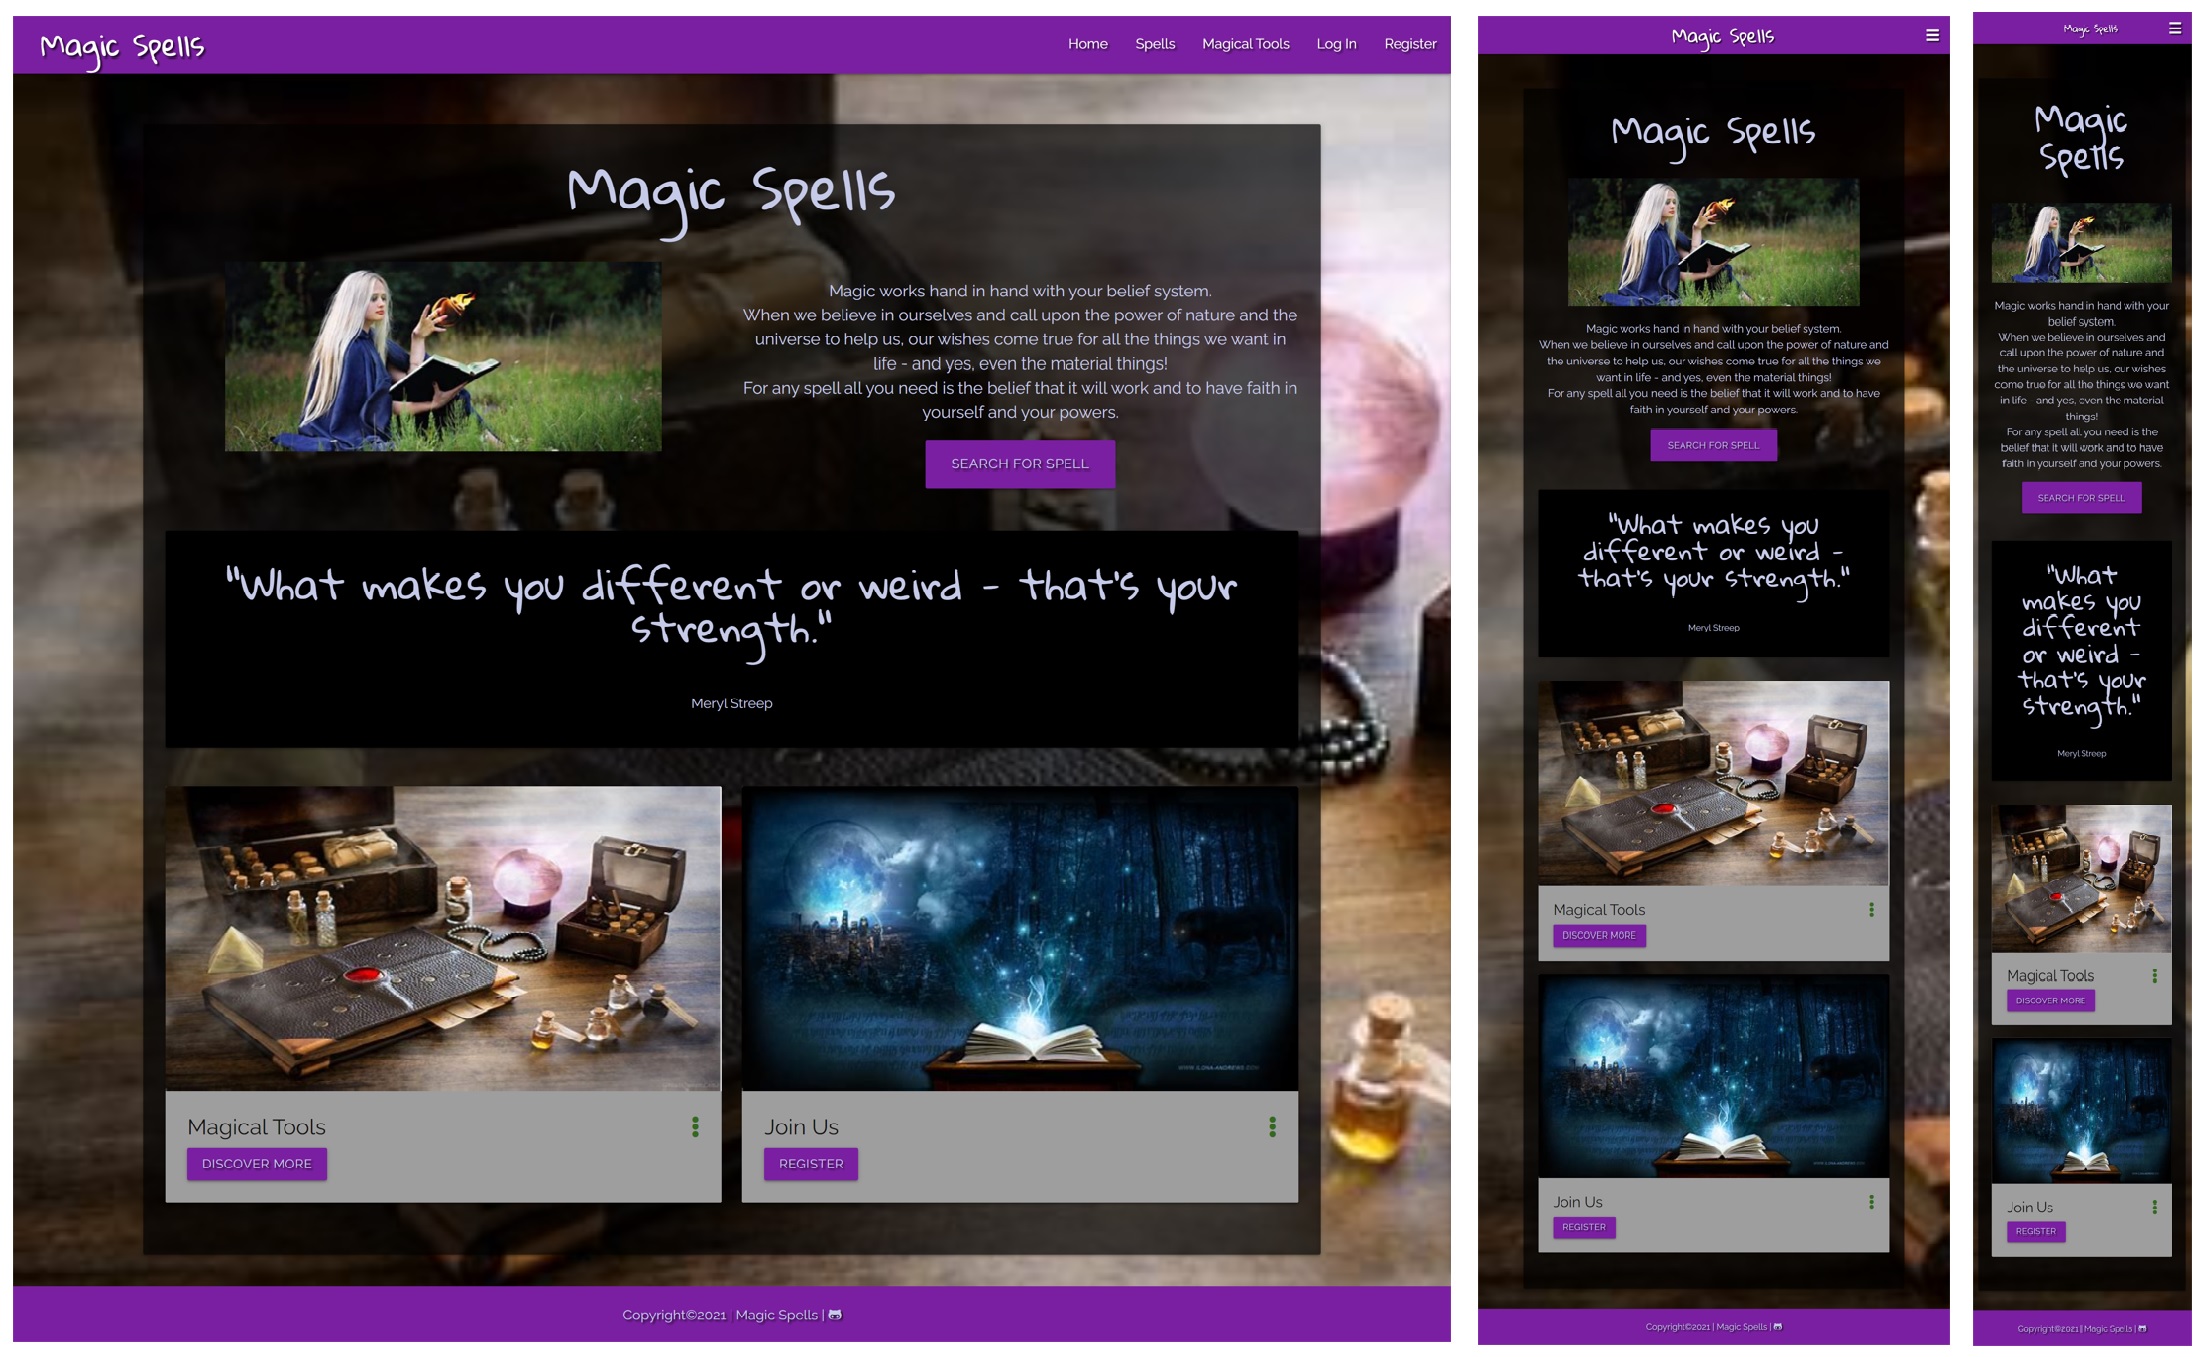 Magic Spells
Home Spells Magical Tools Log In Register
Magic Spells
Magic works hand in hand with your belief system.
When we believe in ourselves and call upon the power of nature and the
universe to help us, our wishes come true for all the things we want in
life - and yes, even the material things!
For any spell all you need is the belief that it will work and to have faith in
yourself and your powers.
SEARCH FOR SPELL
"What makes you different or weird - that's your
strength."
Meryl Streep
WWW.ILONA-ANDREWS.COM
Magical Tools
DISCOVER MORE
Join Us
REGISTER
Copyright©2021 | Magic Spells |
Magic Spells
Magic Spells
Magic works hand in hand with your belief system.
When we believe in ourselves and call upon the power of nature and
the universe to help us, our wishes come true for all the things we
want in life - and yes, even the material things!
For any spell all you need is the belief that it will work and to have
faith in yourself and your powers.
SEARCH FOR SPELL
"What makes you
different or weird -
that's your strength."
Meryl Streep
Magical Tools
DISCOVER MORE
Join Us
REGISTER
Copyright©2021 | Magic Spells |
Magic Spells
Magic
Spells
Magic works hand in hand with your
belief system.
When we believe in ourselves and
call upon the power of nature and
the universe to help us, our wishes
come true for all the things we want
in life - and yes, even the material
things!
For any spell all you need is the
belief that it will work and to have
faith in yourself and your powers.
SEARCH FOR SPELL
"What
makes you
different
or weird -
that's your
strength."
Meryl Streep
Magical Tools
DISCOVER MORE
Join Us
REGISTER
Copyright©2021 | Magic Spells |